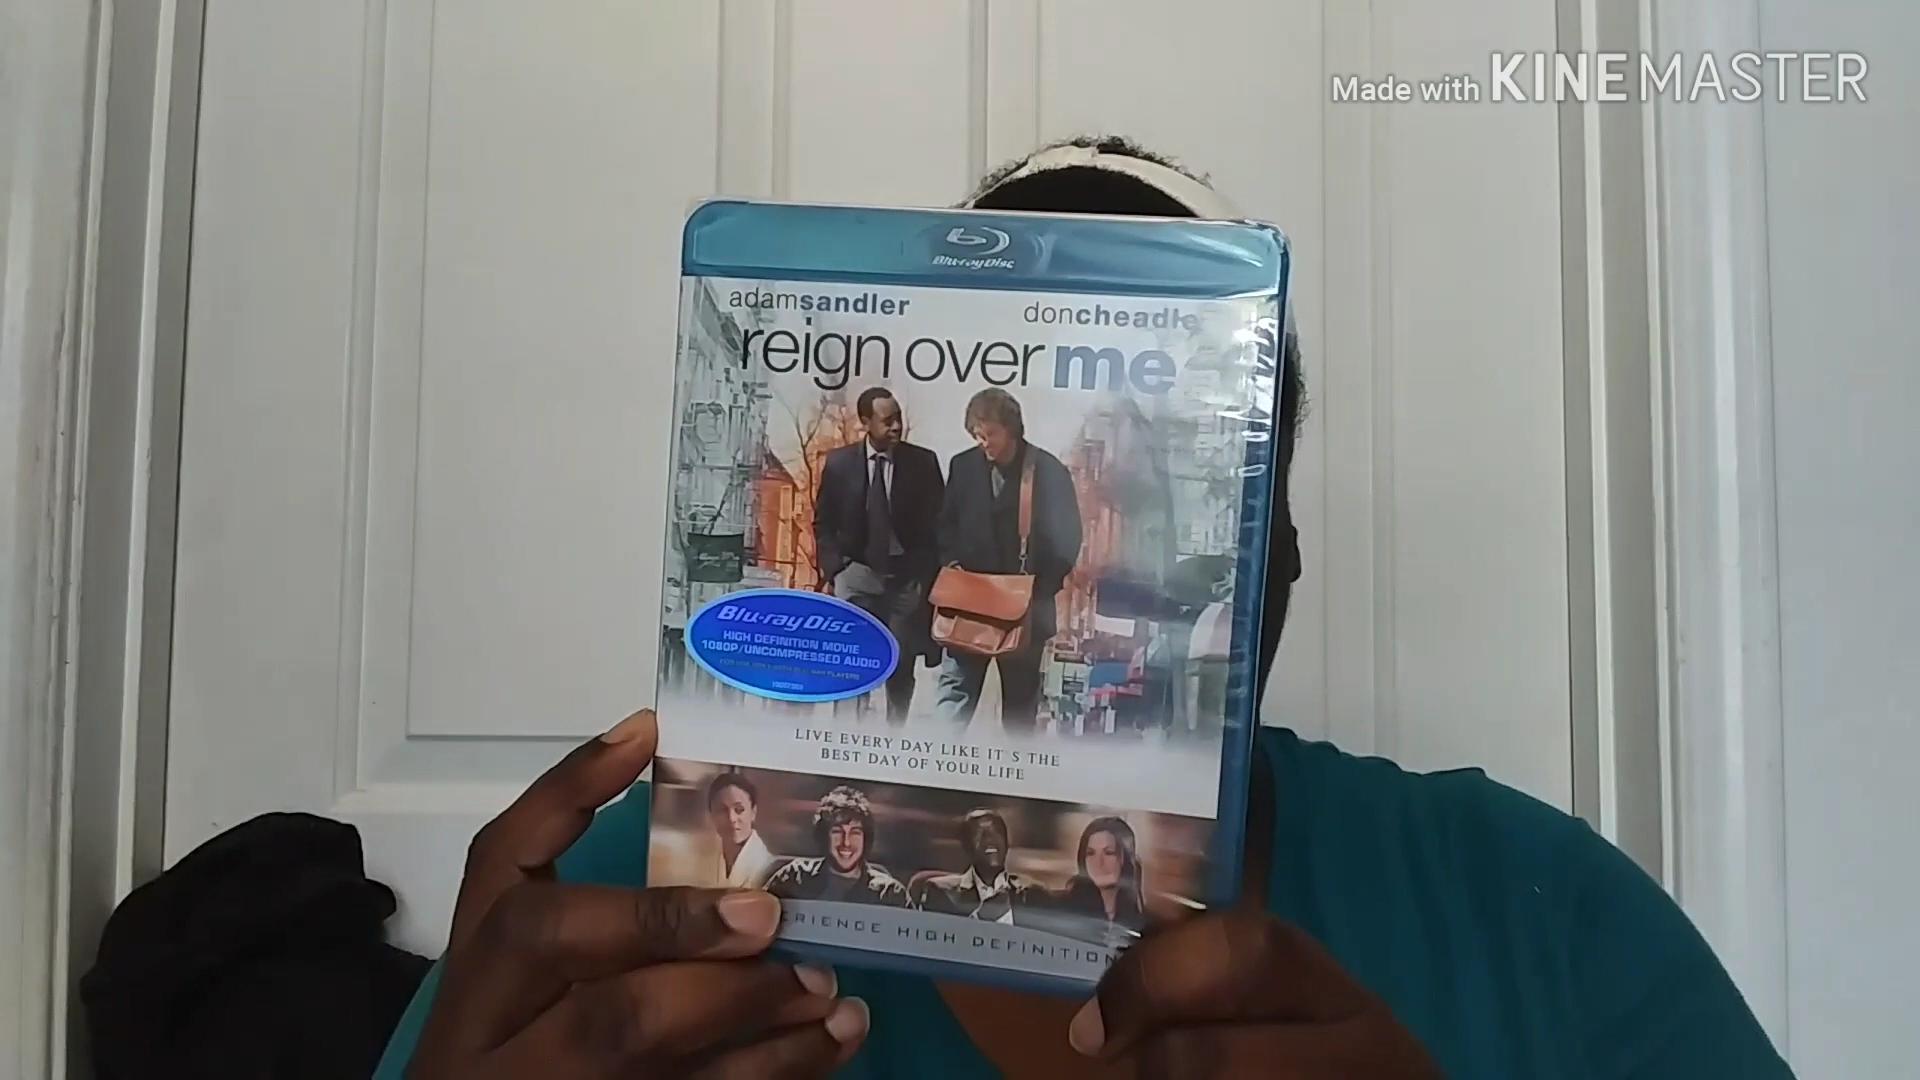 Made with KINEMASTER
Blu-ray Disc
adamsandler doncheadle
reign over me
Blu-ray Disc
HIGH DEFINITION MOVIE
1080P/UNCOMPRESSED AUDIO
LIVE EVERY DAY LIKE IT'S THE
BEST DAY OF YOUR LIFE
ERIENCE HIGH DEFINITION